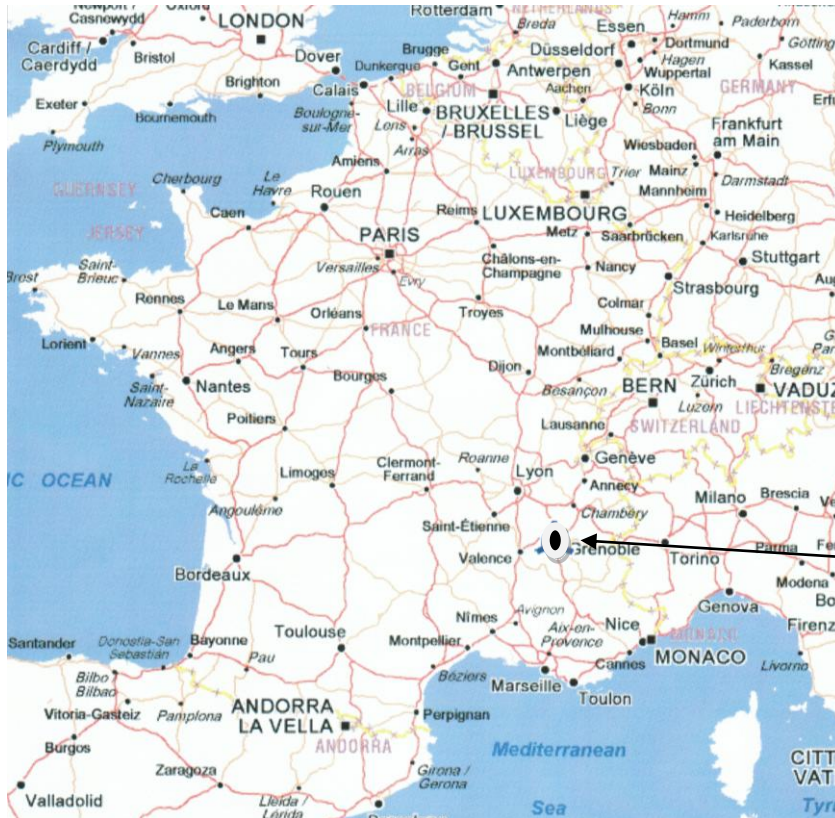 Newport /
Casnewydd
Oxford
LONDON
Rotterdam
NETHERLANDS
Breda
Essen
Hamm
Paderborn
Cardiff /
Caerdydd
Bristol
Dover
Brugge
Dunkerque
Gent
Düsseldorf
Dortmund
Hagen
Wuppertal
Kassel
Antwerpen
Brighton
Calais
BELGIUM
Aachen
Köln
GERMANY
Exeter
Bournemouth
Boulogne-
sur-Mer
Lille
BRUXELLES
/ BRUSSEL
Liège
Bonn
Plymouth
Lens
Arras
Frankfurt
am Main
Wiesbaden
Amiens
LUXEMBOURG
Trier
Mainz
Darmstadt
GUERNSEY
Cherbourg
Le
Havre
Rouen
Mannheim
JERSEY
Caen
Reims
LUXEMBOURG
Heidelberg
PARIS
Metz
Saarbrücken
Karlsruhe
Versailles
Evry
Châlons-en-
Champagne
Nancy
Stuttgart
Brest
Saint-
Brieuc
Strasbourg
Rennes
Le Mans
Orléans
Troyes
Colmar
FRANCE
Mulhouse
Lorient
Vannes
Angers
Tours
Dijon
Montbéliard
Basel
Winterthur
Bregenz
Saint-
Nazaire
Nantes
Bourges
Besançon
BERN
Zürich
VADUZ
Luzern
LIECHTENSTE
Poitiers
Lausanne
SWITZERLAND
La
Rochelle
Roanne
Genève
IC OCEAN
Limoges
Clermont-
Ferrand
Lyon
Annecy
Milano
Brescia
Angoulême
Saint-Étienne
Chambéry
Valence
Grenoble
Torino
Parma
Modena
Bordeaux
Genova
Avignon
Nîmes
Aix-en-
Provence
Nice
Firenz
Santander
Donostia-San
Sebastián
Bayonne
Toulouse
Montpellier
MONACO
Cannes
Livorno
Bilbo
Bilbao
Pau
Béziers
Marseille
Toulon
Vitoria-Gasteiz
Pamplona
ANDORRA
LA VELLA
Perpignan
Burgos
ANDORRA
Mediterranean
CITT
VAT
Zaragoza
Girona /
Gerona
Valladolid
Lleida /
Lérida
Sea
Tyrr